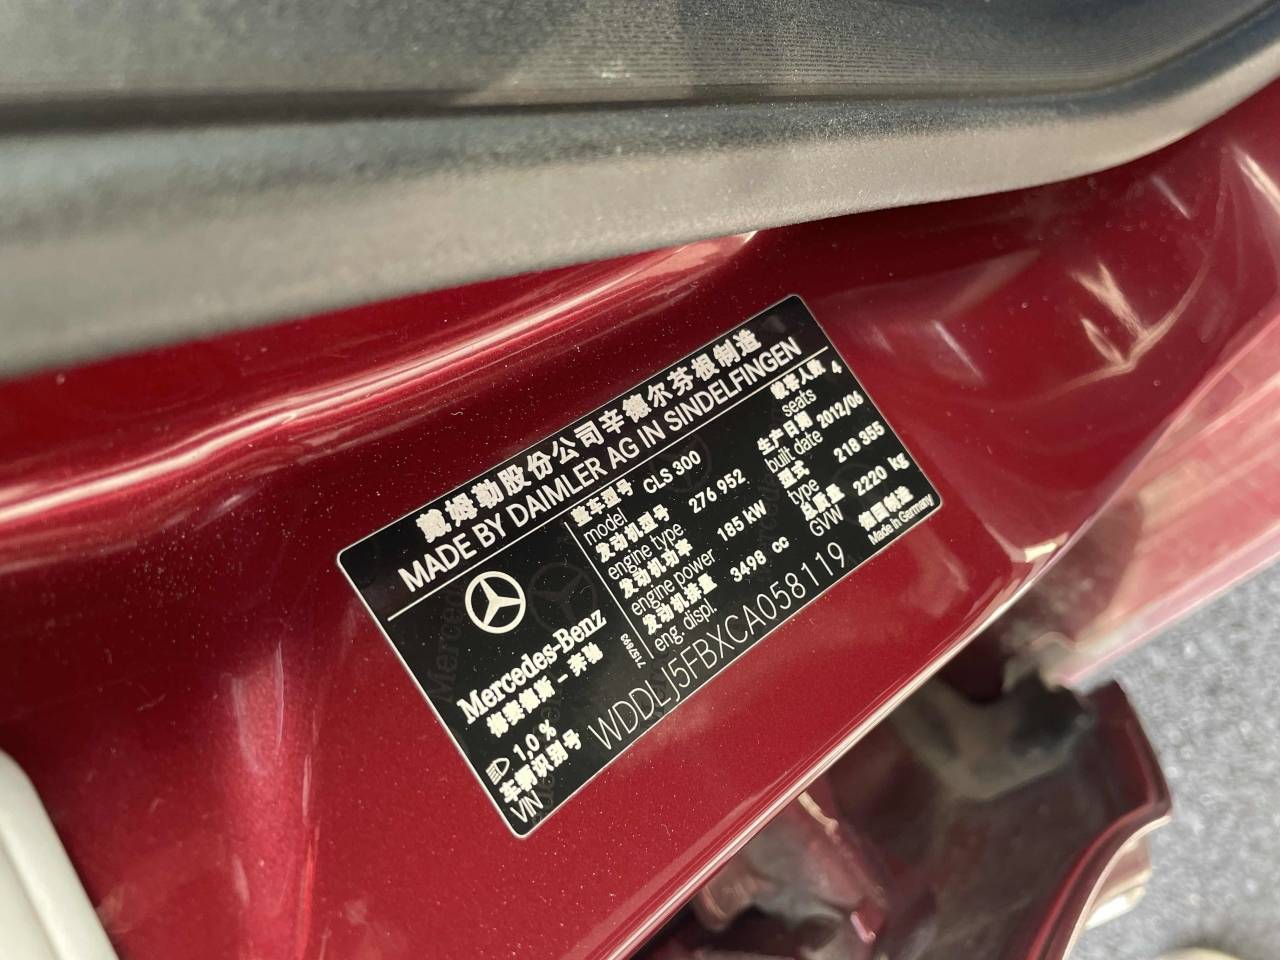 戴姆勒股份公司辛德尔芬根制造
MADE BY DAIMLER AG IN SINDELFINGEN
Mercedes-Benz
梅赛德斯-奔驰
1,0 %
整车型号 CLS 300
model
发动机型号 276 952
engine type
发动机功率 185 kW
engine power
发动机排量 3498 cc
eng. displ.
乘客人数 4
seats
生产日期 2012/06
built date
型式 218 355
type
总质量 2220 kg
GVW
德国制造
Made in Germany
车辆识别号
VIN WDDLJ5FBXCA058119